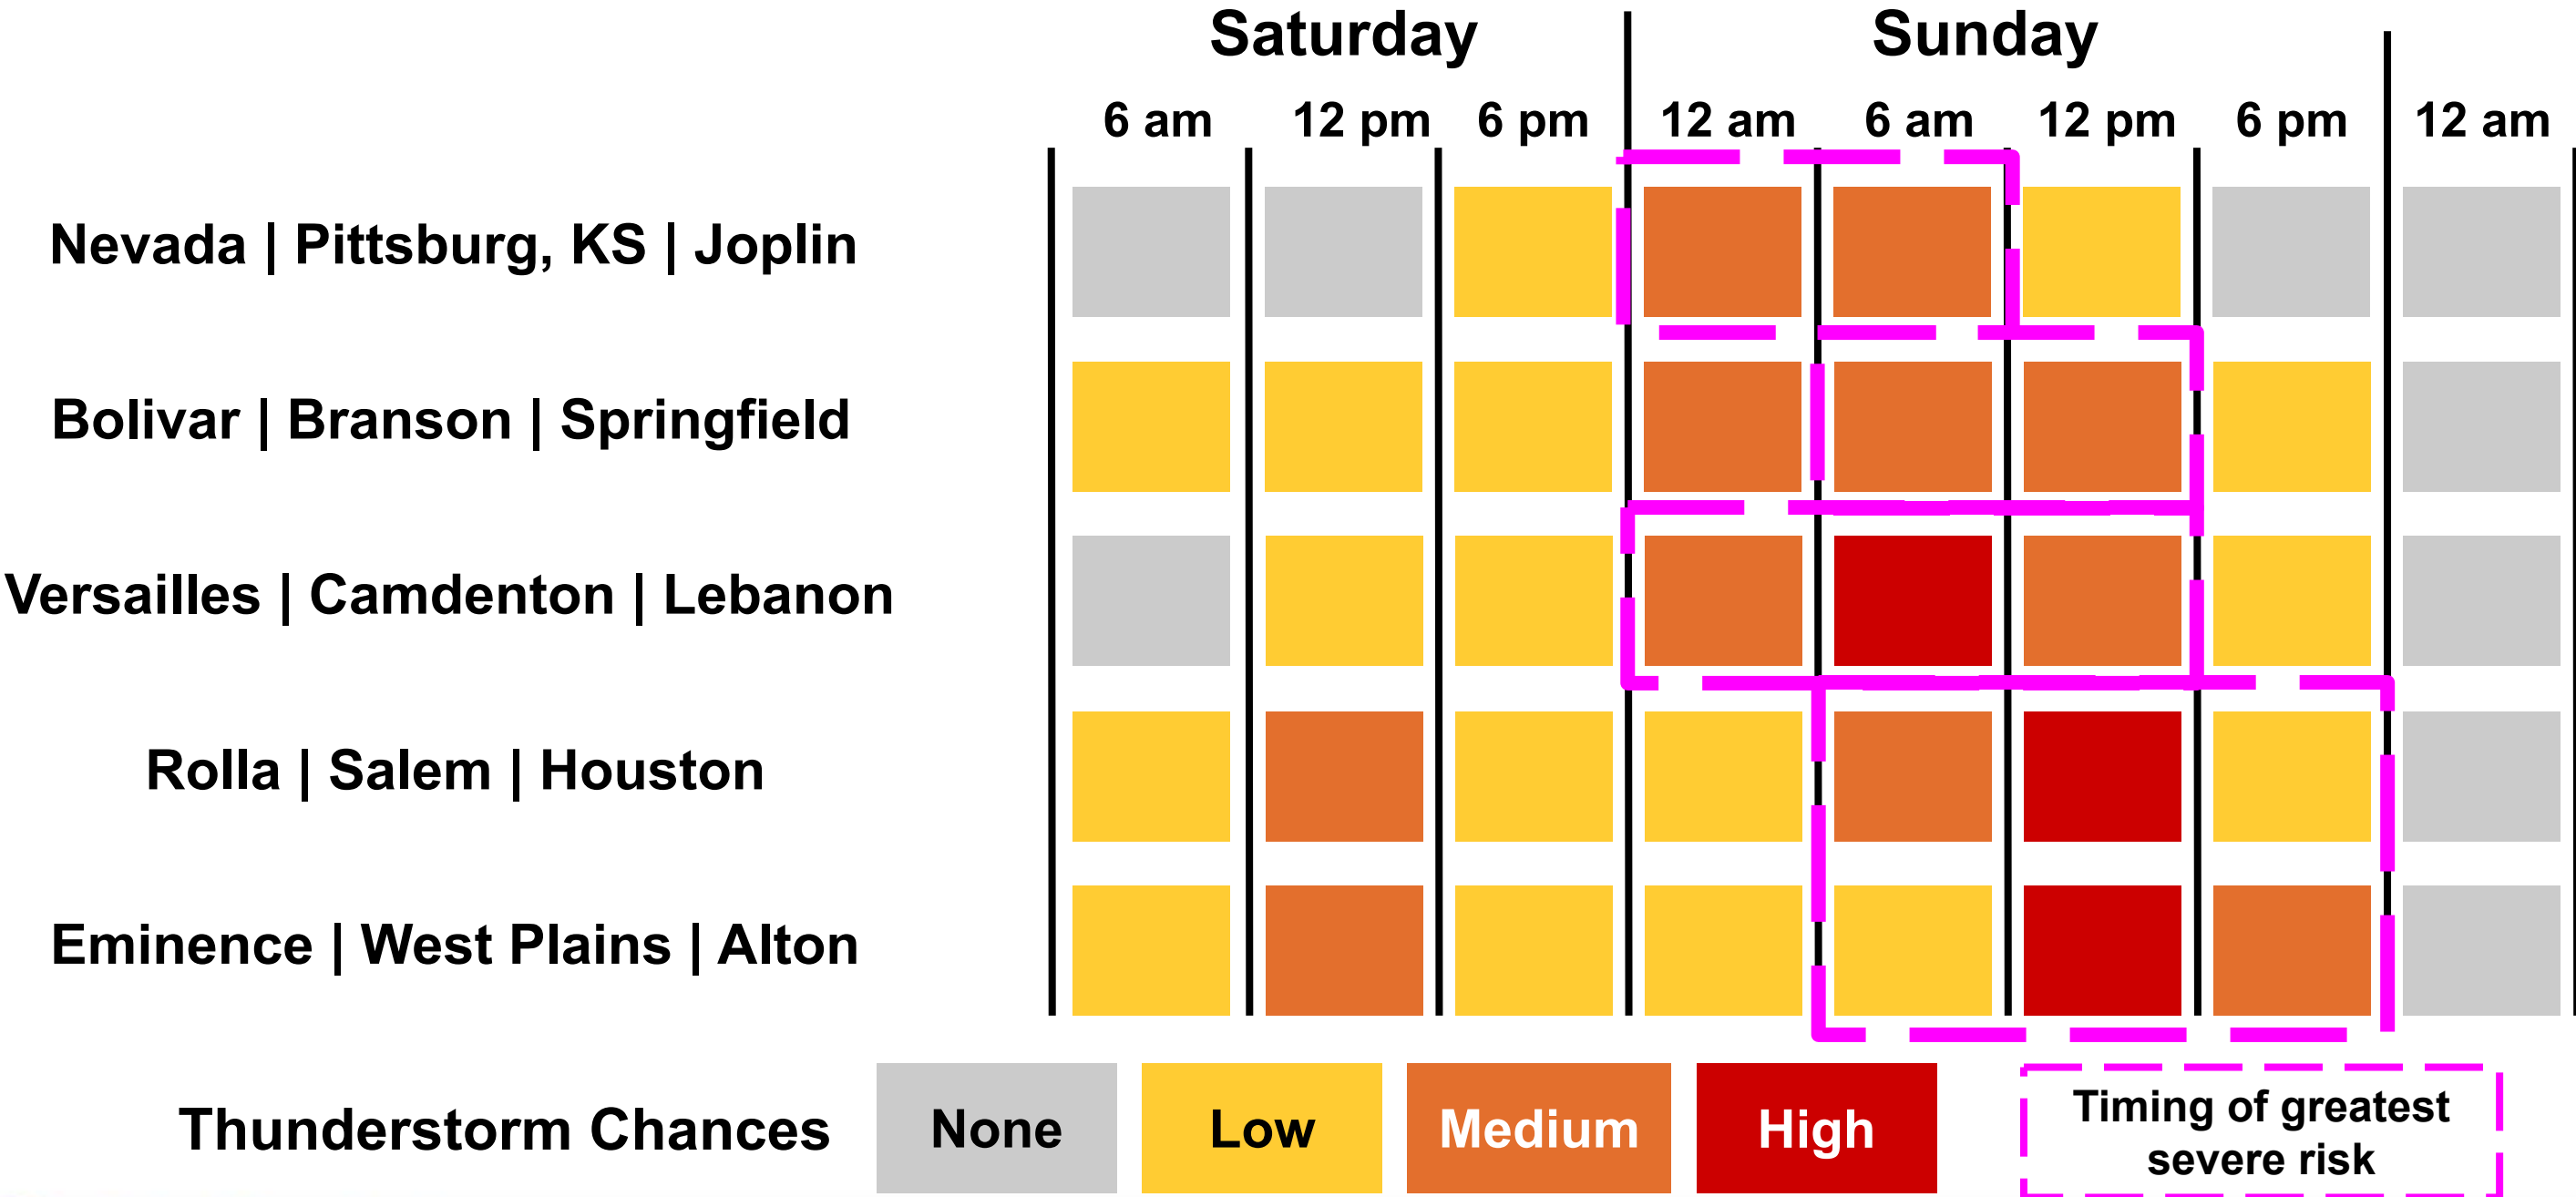 Saturday Sunday
6 am 12 pm 6 pm 12 am 6 am 12 pm 6 pm 12 am
Nevada | Pittsburg, KS | Joplin
Bolivar | Branson | Springfield
Versailles | Camdenton | Lebanon
Rolla | Salem | Houston
Eminence | West Plains | Alton
Thunderstorm Chances None Low Medium High
Timing of greatest
severe risk